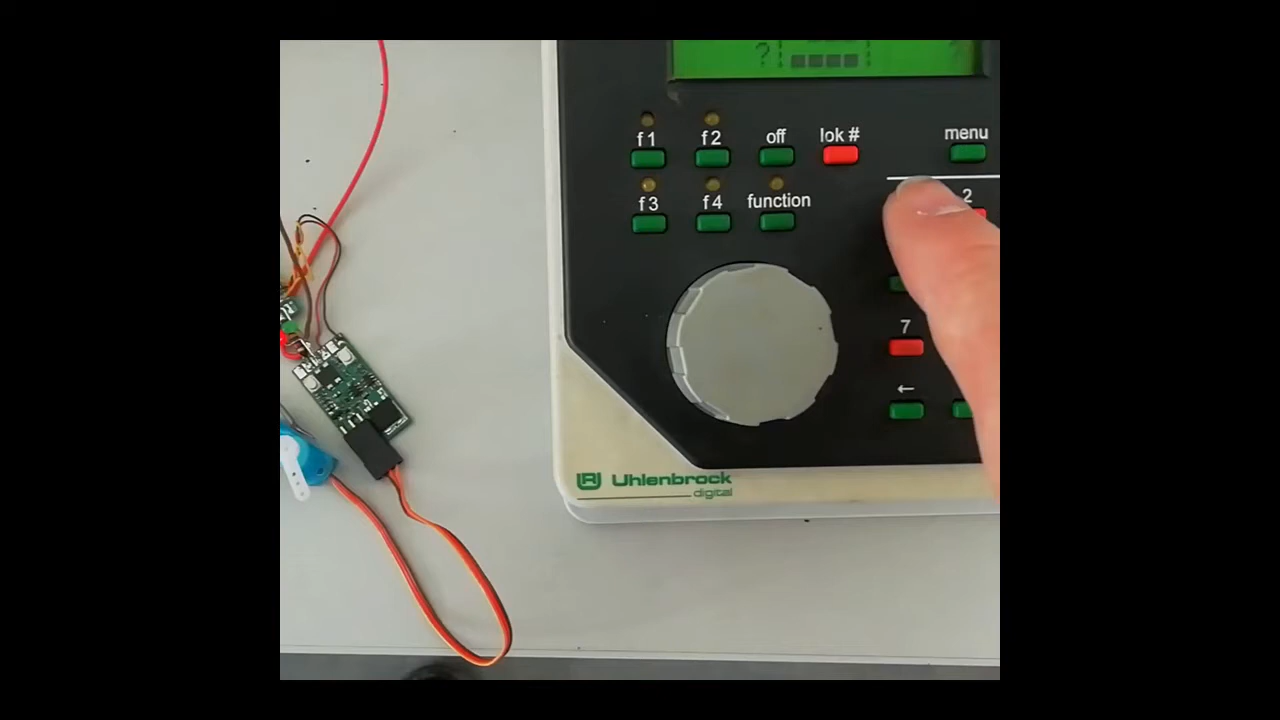 ?
f1 f2 off lok # menu
f3 f4 function 2
7
←
Uhlenbrock
digital